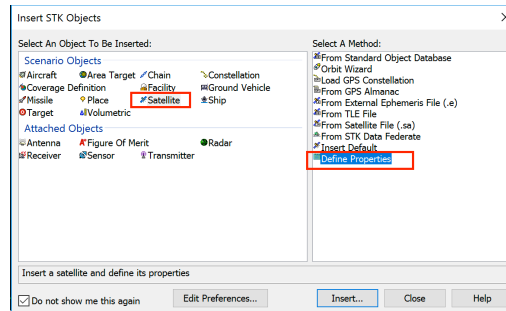 Insert STK Objects
Select An Object To Be Inserted:
Select A Method:
Scenario Objects
Aircraft Area Target Chain Constellation
Coverage Definition Facility Ground Vehicle
Missile Place Satellite Ship
Target Volumetric
Attached Objects
Antenna Figure Of Merit Radar
Receiver Sensor Transmitter
From Standard Object Database
Orbit Wizard
Load GPS Constellation
From GPS Almanac
From External Ephemeris File (.e)
From TLE File
From Satellite File (.sa)
From STK Data Federate
Insert Default
Define Properties
Insert a satellite and define its properties
Do not show me this again
Edit Preferences...
Insert...
Close
Help